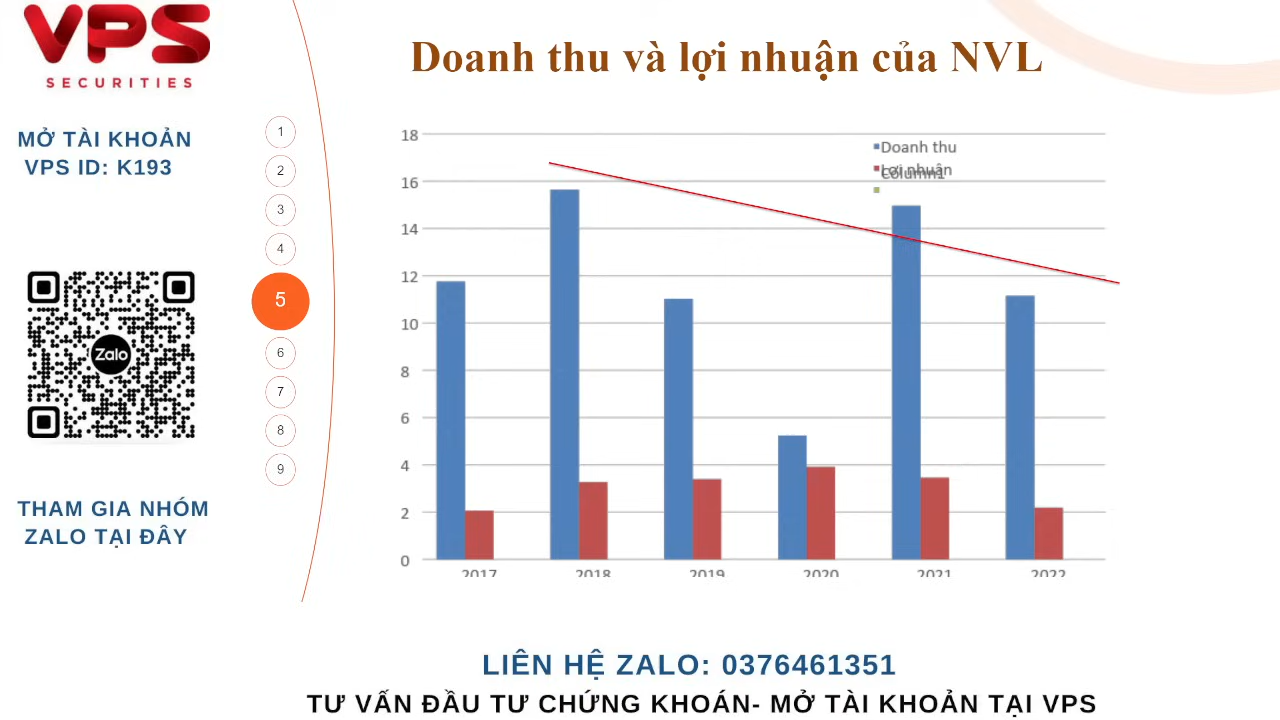 VPS
SECURITIES
MỞ TÀI KHOẢN
VPS ID: K193
Zalo
THAM GIA NHÓM
ZALO TẠI ĐÂY
1
2
3
4
5
6
7
8
9
Doanh thu và lợi nhuận của NVL
18
16
14
12
10
8
6
4
2
0
Doanh thu
Lợi nhuận
Column1
2017 2018 2019 2020 2021 2022
LIÊN HỆ ZALO: 0376461351
TƯ VẤN ĐẦU TƯ CHỨNG KHOÁN- MỞ TÀI KHOẢN TẠI VPS